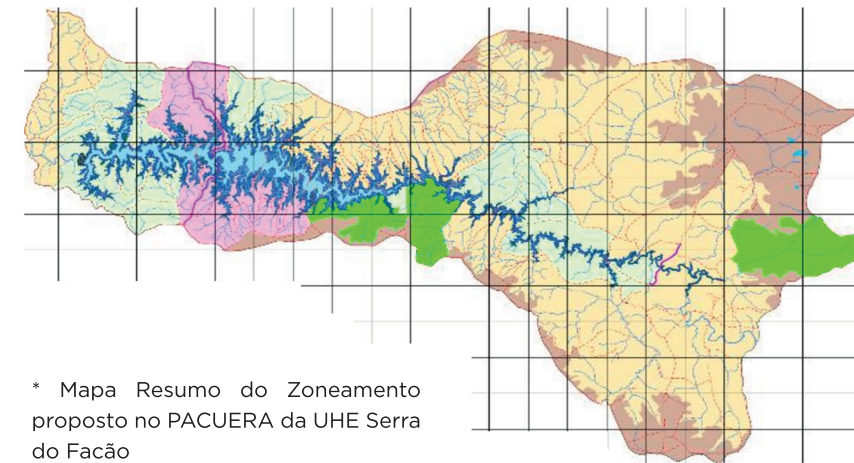 * Mapa Resumo do Zoneamento
proposto no PACUERA da UHE Serra
do Facão